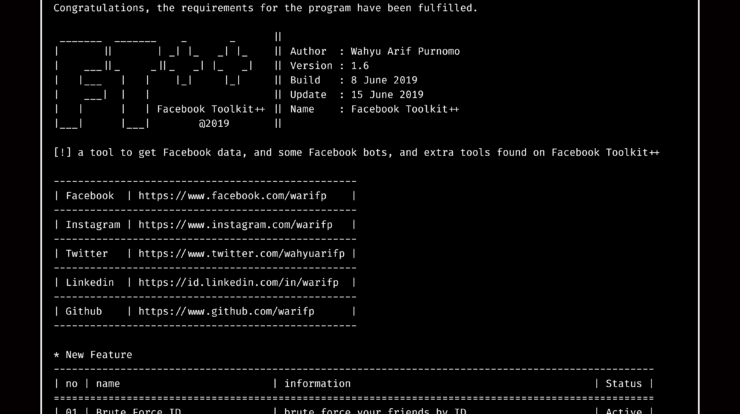 Congratulations, the requirements for the program have been fulfilled.
Author : Wahyu Arif Purnomo
Version : 1.6
Build : 8 June 2019
Update : 15 June 2019
Facebook Toolkit++ || Name : Facebook Toolkit++
@2019
[!] a tool to get Facebook data, and some Facebook bots, and extra tools found on Facebook Toolkit++
| Facebook | https://www.facebook.com/warifp |
| Instagram | https://www.instagram.com/warifp |
| Twitter | https://www.twitter.com/wahyuarifp |
| Linkedin | https://id.linkedin.com/in/warifp |
| Github | https://www.github.com/warifp |
* New Feature
| no | name | information | Status |
| 01 | Brute Force ID | brute force your friends by ID | Active |